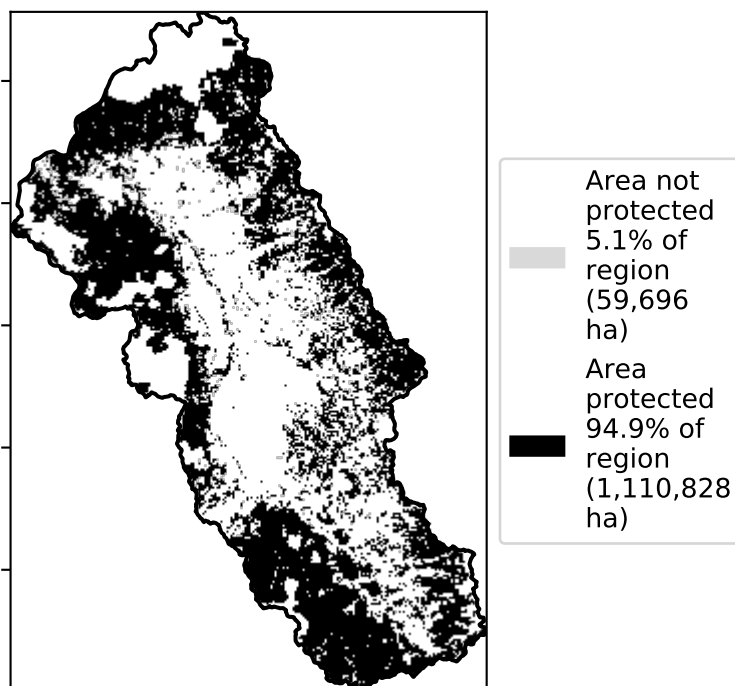 Area not
protected
5.1% of
region
(59,696
ha)
Area
protected
94.9% of
region
(1,110,828
ha)